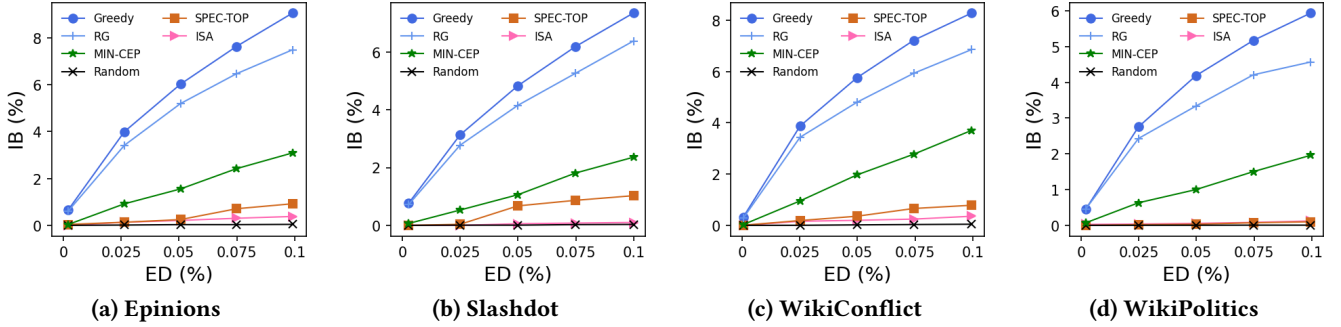 Greedy
RG
MIN-CEP
Random
SPEC-TOP
ISA
IB (%)
8
6
4
2
0
0 0.025 0.05 0.075 0.1
ED (%)
(a) Epinions
Greedy
RG
MIN-CEP
Random
SPEC-TOP
ISA
IB (%)
6
4
2
0
0 0.025 0.05 0.075 0.1
ED (%)
(b) Slashdot
Greedy
RG
MIN-CEP
Random
SPEC-TOP
ISA
IB (%)
8
6
4
2
0
0 0.025 0.05 0.075 0.1
ED (%)
(c) WikiConflict
Greedy
RG
MIN-CEP
Random
SPEC-TOP
ISA
IB (%)
6
5
4
3
2
1
0
0 0.025 0.05 0.075 0.1
ED (%)
(d) WikiPolitics